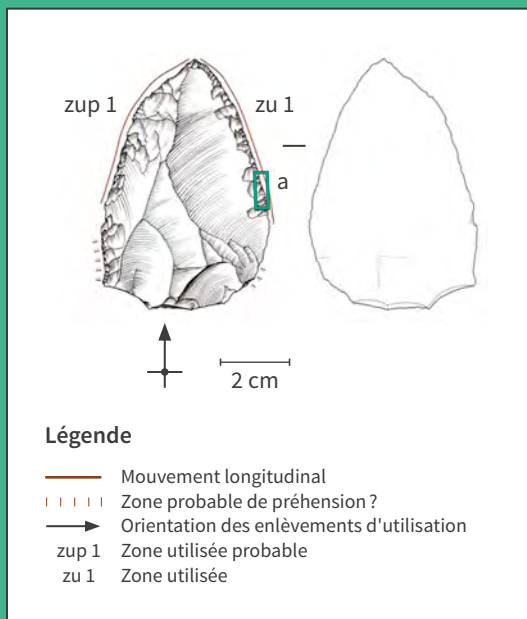 zup 1
zu 1
a
2 cm
Légende
Mouvement longitudinal
Zone probable de préhension ?
Orientation des enlèvements d'utilisation
zup 1 Zone utilisée probable
zu 1 Zone utilisée